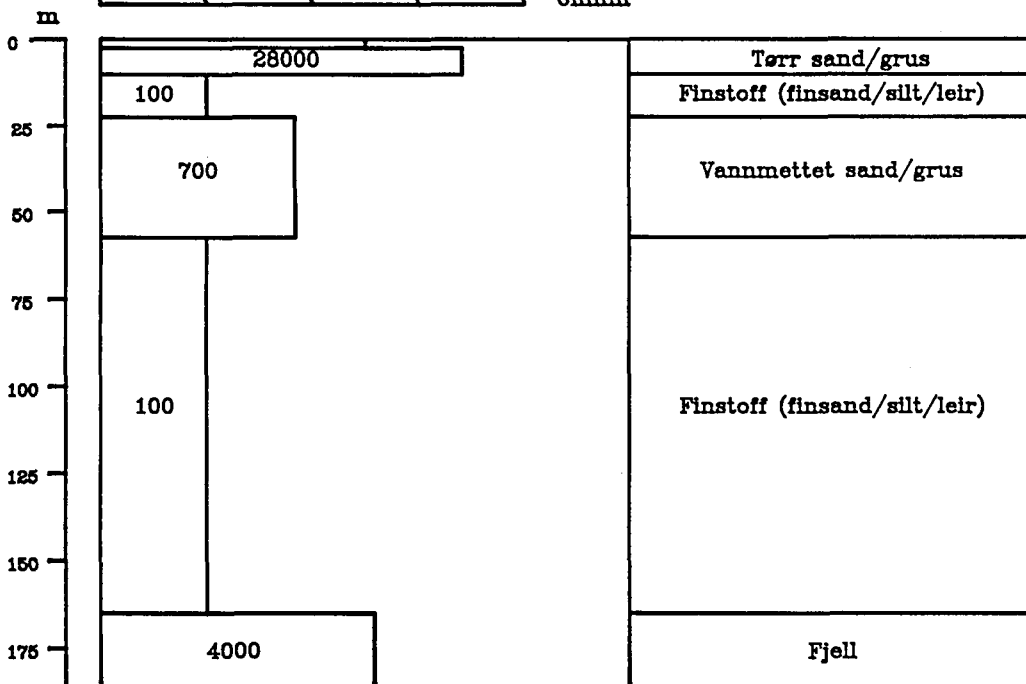 m
0
28000
Tørr sand/grus
100
Finstoff (finsand/silt/leir)
25
700
Vannmettet sand/grus
50
75
100
100
Finstoff (finsand/silt/leir)
125
150
175
4000
Fjell